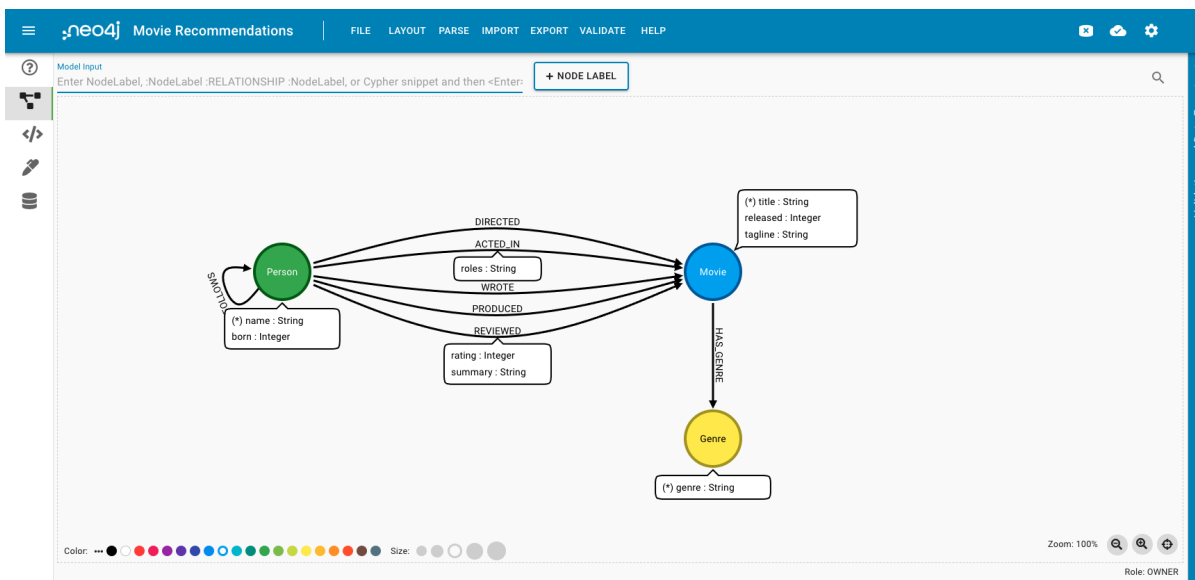 neo4j Movie Recommendations FILE LAYOUT PARSE IMPORT EXPORT VALIDATE HELP
Model Input
Enter NodeLabel, :NodeLabel :RELATIONSHIP :NodeLabel, or Cypher snippet and then <Enter>
+ NODE LABEL
(*) title : String
released : Integer
tagline : String
DIRECTED
ACTED_IN
roles : String
WROTE
PRODUCED
REVIEWED
rating : Integer
summary : String
Person
FOLLOWS
(*) name : String
born : Integer
Movie
HAS_GENRE
Genre
(*) genre : String
Color:
Size:
Zoom: 100%
Role: OWNER